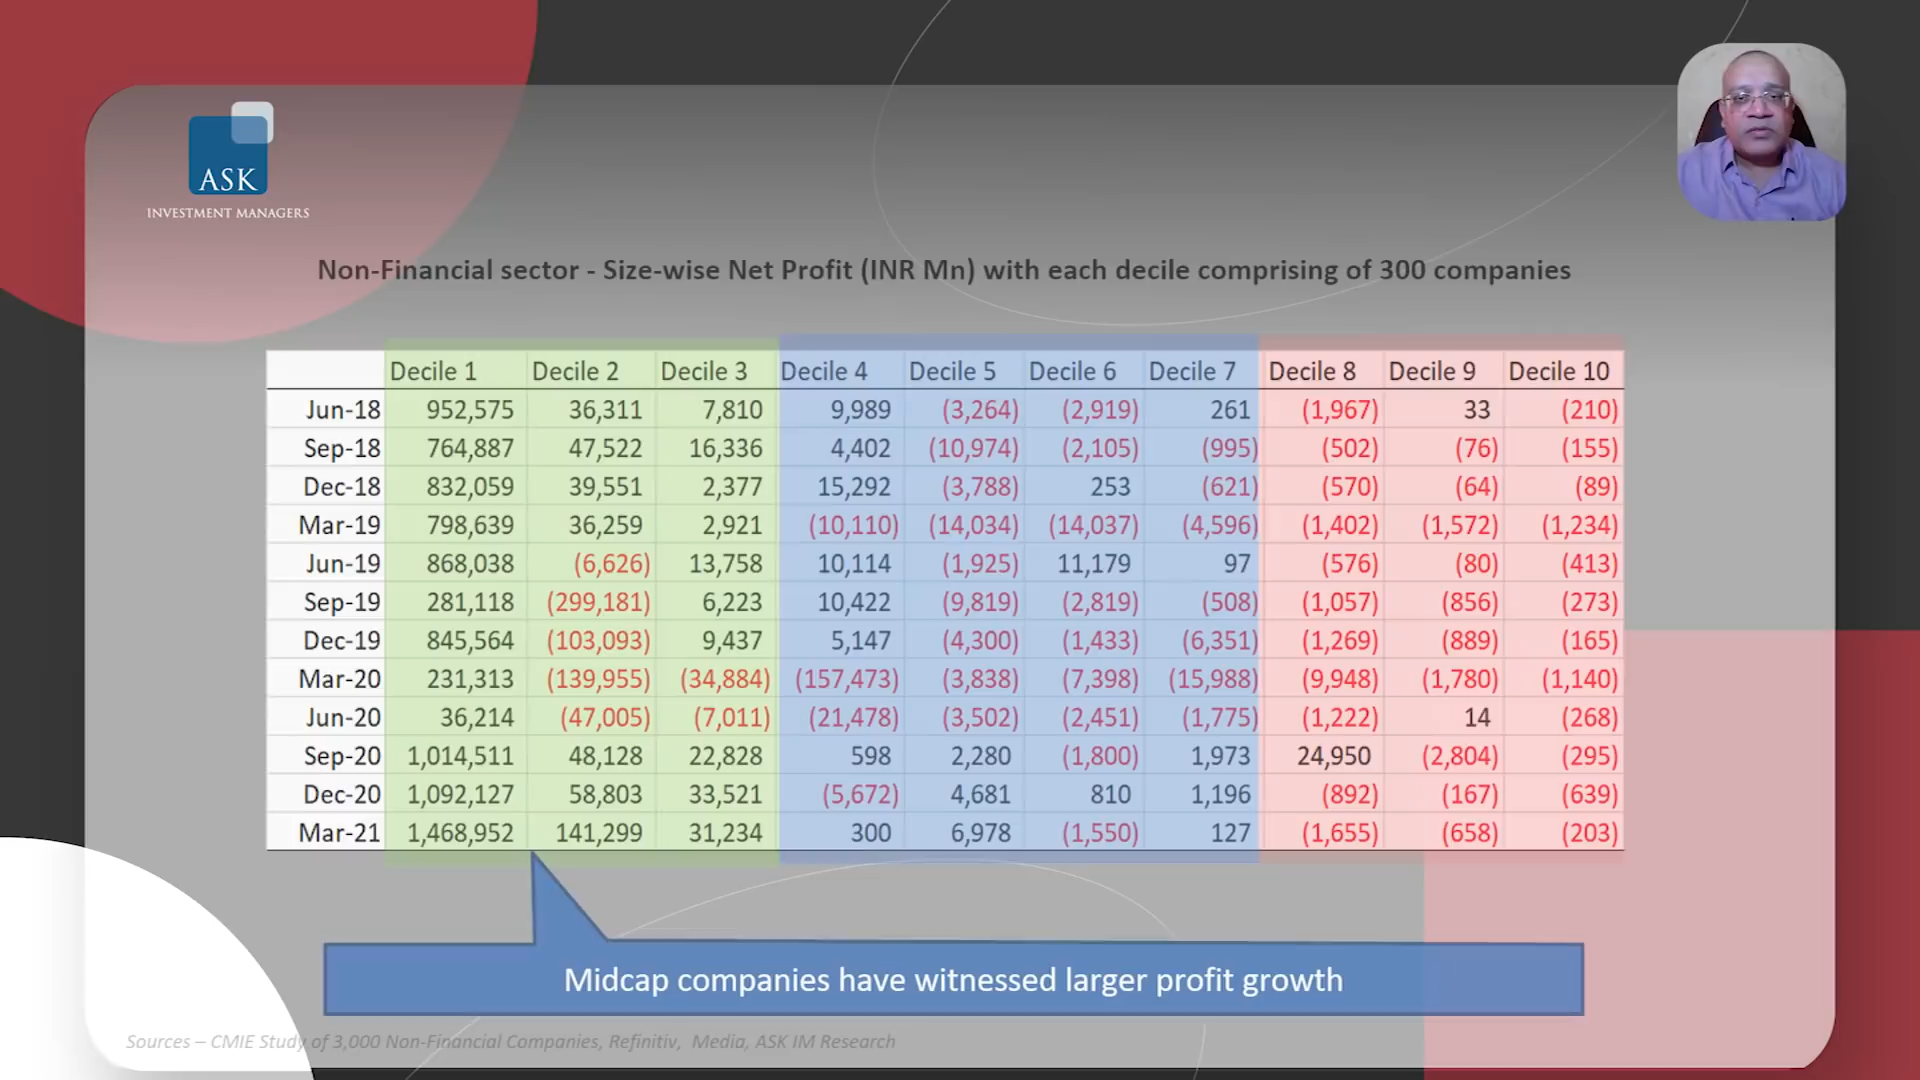 ASK
INVESTMENT MANAGERS
Non-Financial sector - Size-wise Net Profit (INR Mn) with each decile comprising of 300 companies
Decile 1 Decile 2 Decile 3 Decile 4 Decile 5 Decile 6 Decile 7 Decile 8 Decile 9 Decile 10
Jun-18 952,575 36,311 7,810 9,989 (3,264) (2,919) 261 (1,967) 33 (210)
Sep-18 764,887 47,522 16,336 4,402 (10,974) (2,105) (995) (502) (76) (155)
Dec-18 832,059 39,551 2,377 15,292 (3,788) 253 (621) (570) (64) (89)
Mar-19 798,639 36,259 2,921 (10,110) (14,034) (14,037) (4,596) (1,402) (1,572) (1,234)
Jun-19 868,038 (6,626) 13,758 10,114 (1,925) 11,179 97 (576) (80) (413)
Sep-19 281,118 (299,181) 6,223 10,422 (9,819) (2,819) (508) (1,057) (856) (273)
Dec-19 845,564 (103,093) 9,437 5,147 (4,300) (1,433) (6,351) (1,269) (889) (165)
Mar-20 231,313 (139,955) (34,884) (157,473) (3,838) (7,398) (15,988) (9,948) (1,780) (1,140)
Jun-20 36,214 (47,005) (7,011) (21,478) (3,502) (2,451) (1,775) (1,222) 14 (268)
Sep-20 1,014,511 48,128 22,828 598 2,280 (1,800) 1,973 24,950 (2,804) (295)
Dec-20 1,092,127 58,803 33,521 (5,672) 4,681 810 1,196 (892) (167) (639)
Mar-21 1,468,952 141,299 31,234 300 6,978 (1,550) 127 (1,655) (658) (203)
Midcap companies have witnessed larger profit growth
Sources – CMIE Study of 3,000 Non-Financial Companies, Refinitiv, Media, ASK IM Research